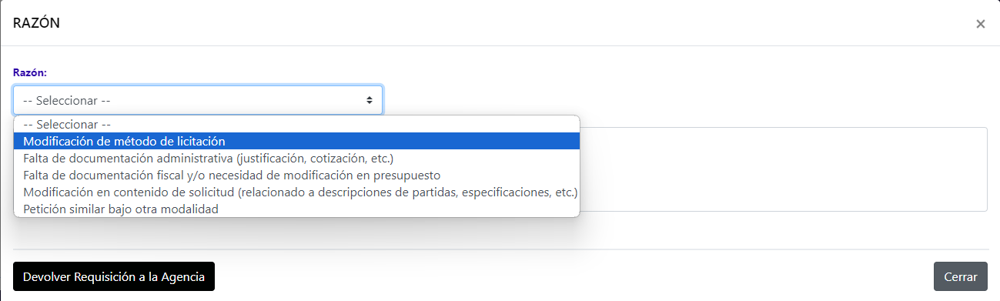 RAZÓN
×
Razón:
-- Seleccionar --
-- Seleccionar --
Modificación de método de licitación
Falta de documentación administrativa (justificación, cotización, etc.)
Falta de documentación fiscal y/o necesidad de modificación en presupuesto
Modificación en contenido de solicitud (relacionado a descripciones de partidas, especificaciones, etc.)
Petición similar bajo otra modalidad
Devolver Requisición a la Agencia
Cerrar